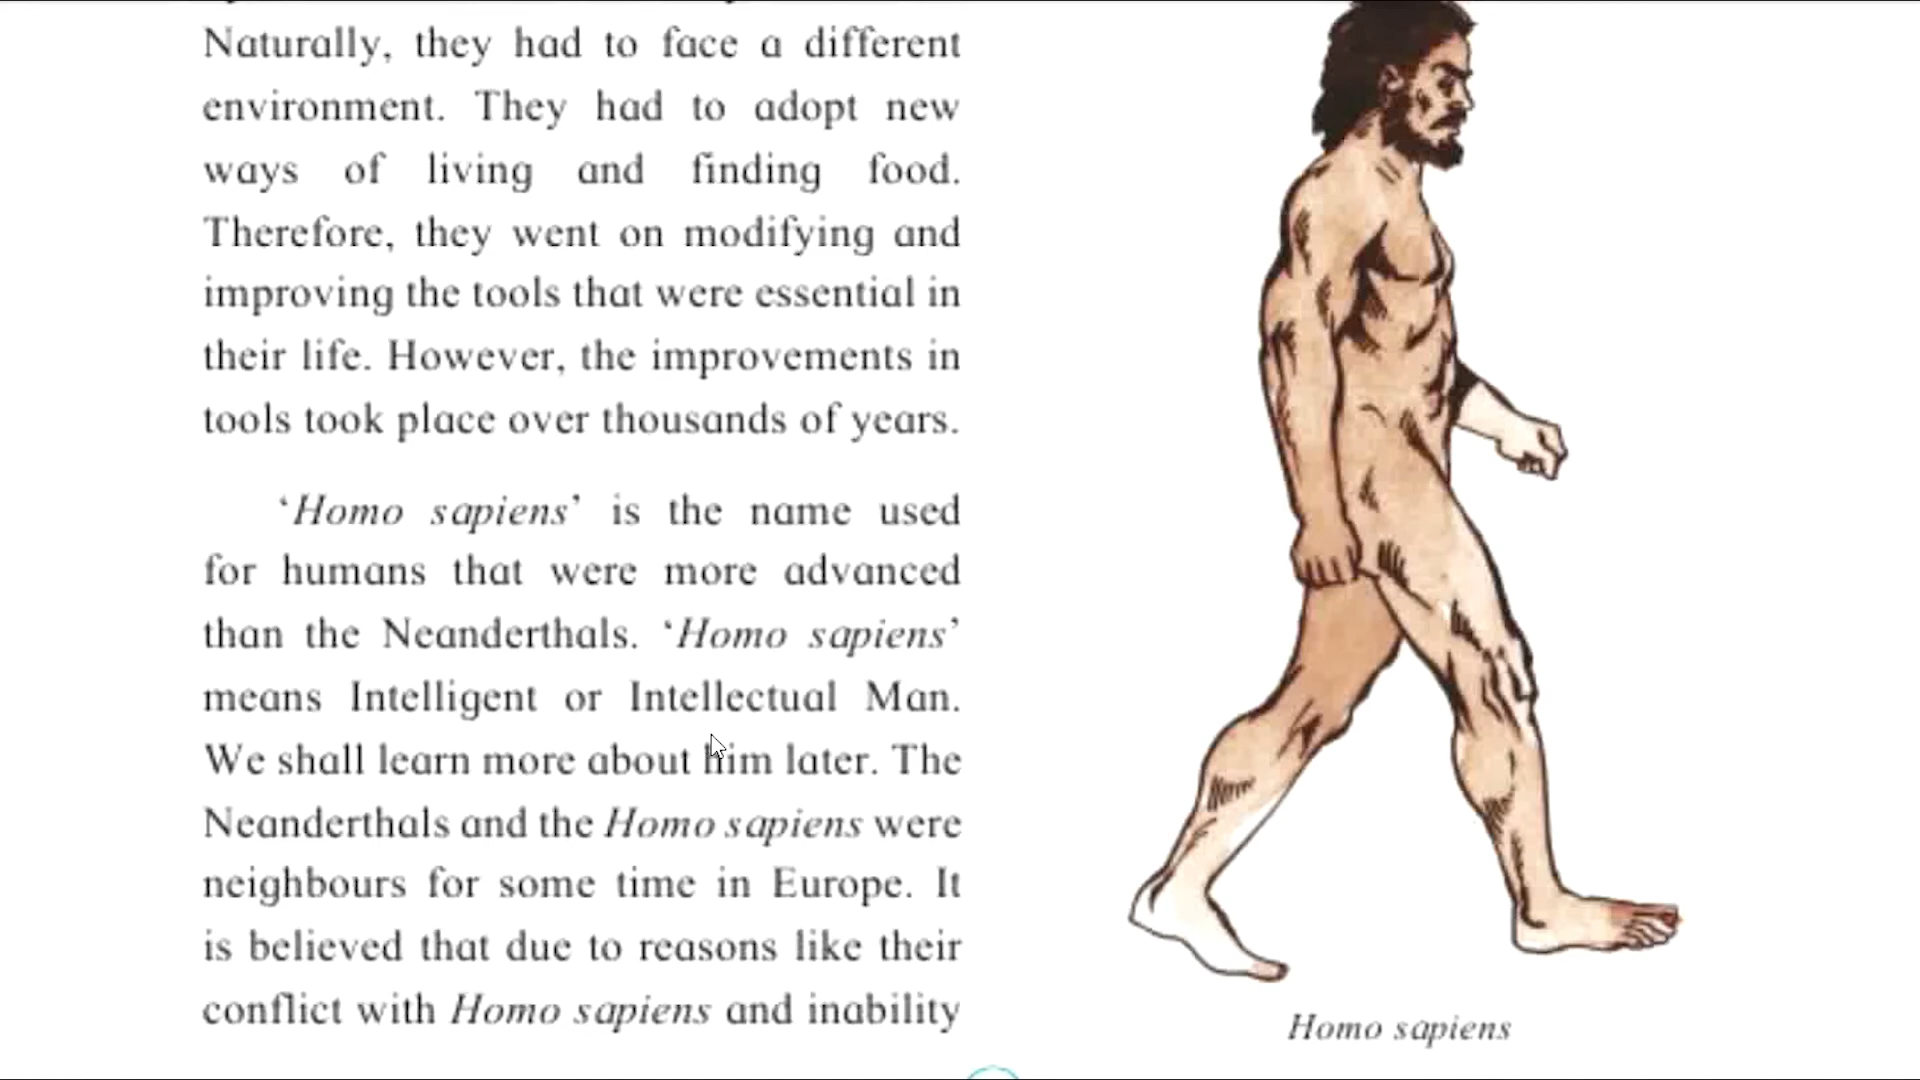 Naturally, they had to face a different
environment. They had to adopt new
ways of living and finding food.
Therefore, they went on modifying and
improving the tools that were essential in
their life. However, the improvements in
tools took place over thousands of years.
‘Homo sapiens’ is the name used
for humans that were more advanced
than the Neanderthals. ‘Homo sapiens’
means Intelligent or Intellectual Man.
We shall learn more about him later. The
Neanderthals and the Homo sapiens were
neighbours for some time in Europe. It
is believed that due to reasons like their
conflict with Homo sapiens and inability
Homo sapiens